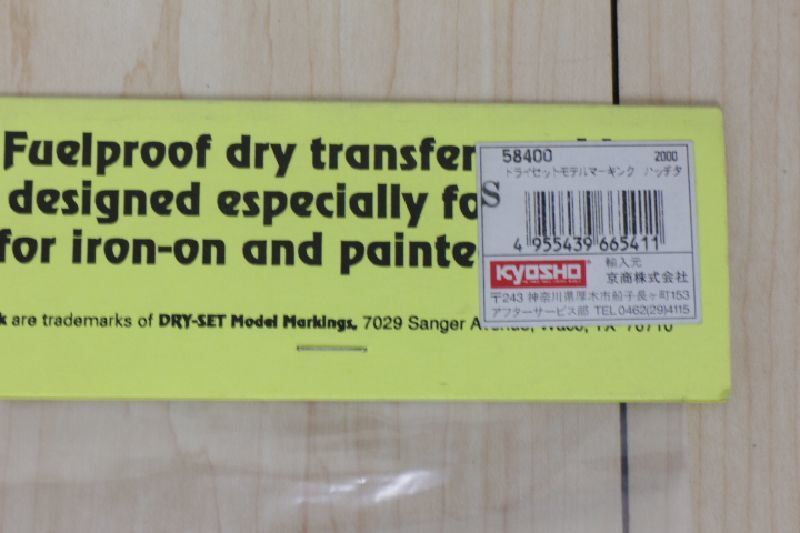 Fuelproof dry transfer
designed especially fo
for iron-on and painte
k are trademarks of DRY-SET Model Markings, 7029 Sanger Avenue, Waco, TX 76710
58400 2000
ドライセットモデルマーキング ハッチタ
S
4 955439 665411
KYOSHO 輸入元
京商株式会社
〒243 神奈川県厚木市船子長ヶ町153
アフターサービス部 TEL 0462(29)4115